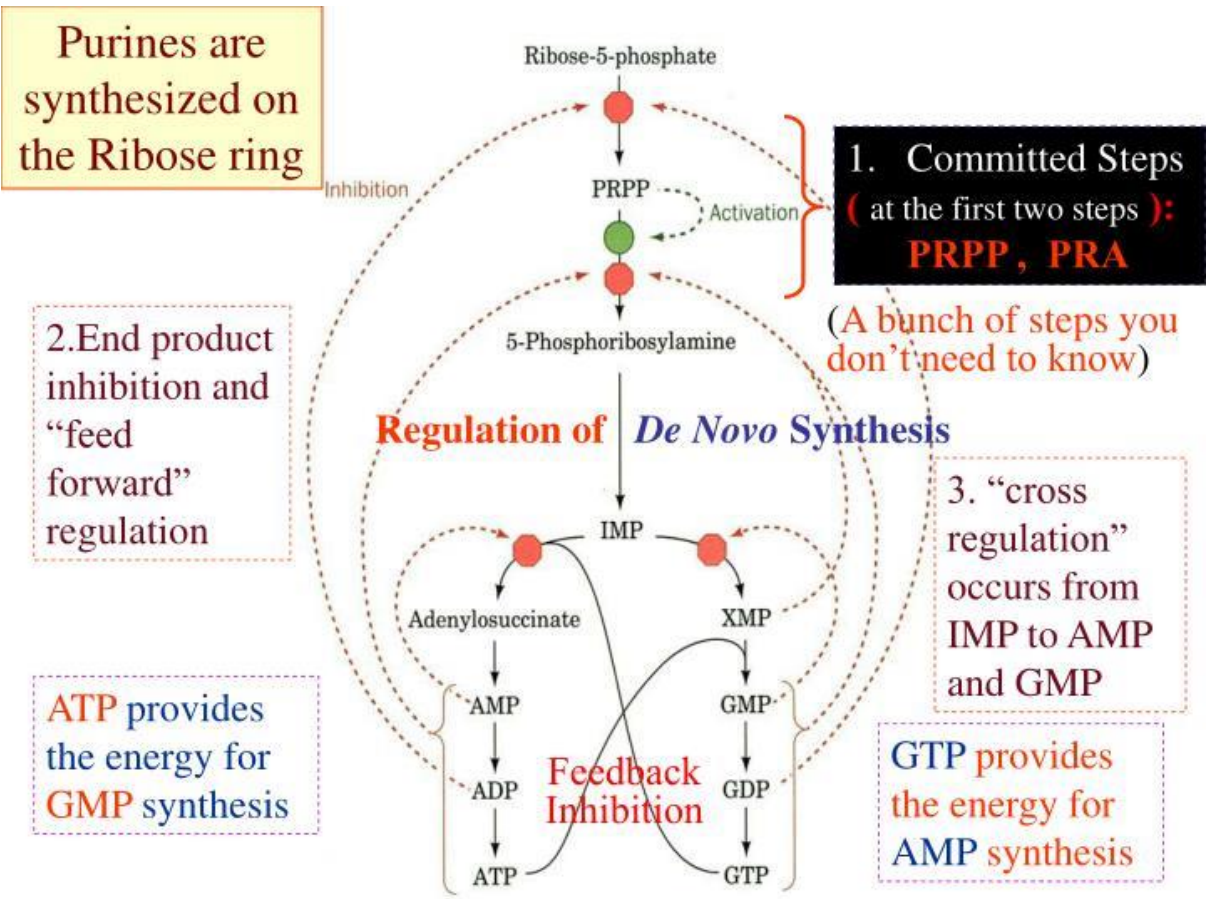 Purines are
synthesized on
the Ribose ring
Ribose-5-phosphate
Inhibition
PRPP
Activation
1. Committed Steps
( at the first two steps ):
PRPP , PRA
(A bunch of steps you
don’t need to know)
5-Phosphoribosylamine
2.End product
inhibition and
“feed
forward”
regulation
Regulation of De Novo Synthesis
IMP
3. “cross
regulation”
occurs from
IMP to AMP
and GMP
Adenylosuccinate
XMP
AMP
GMP
ATP provides
the energy for
GMP synthesis
Feedback
Inhibition
ADP
GDP
GTP provides
the energy for
AMP synthesis
ATP
GTP